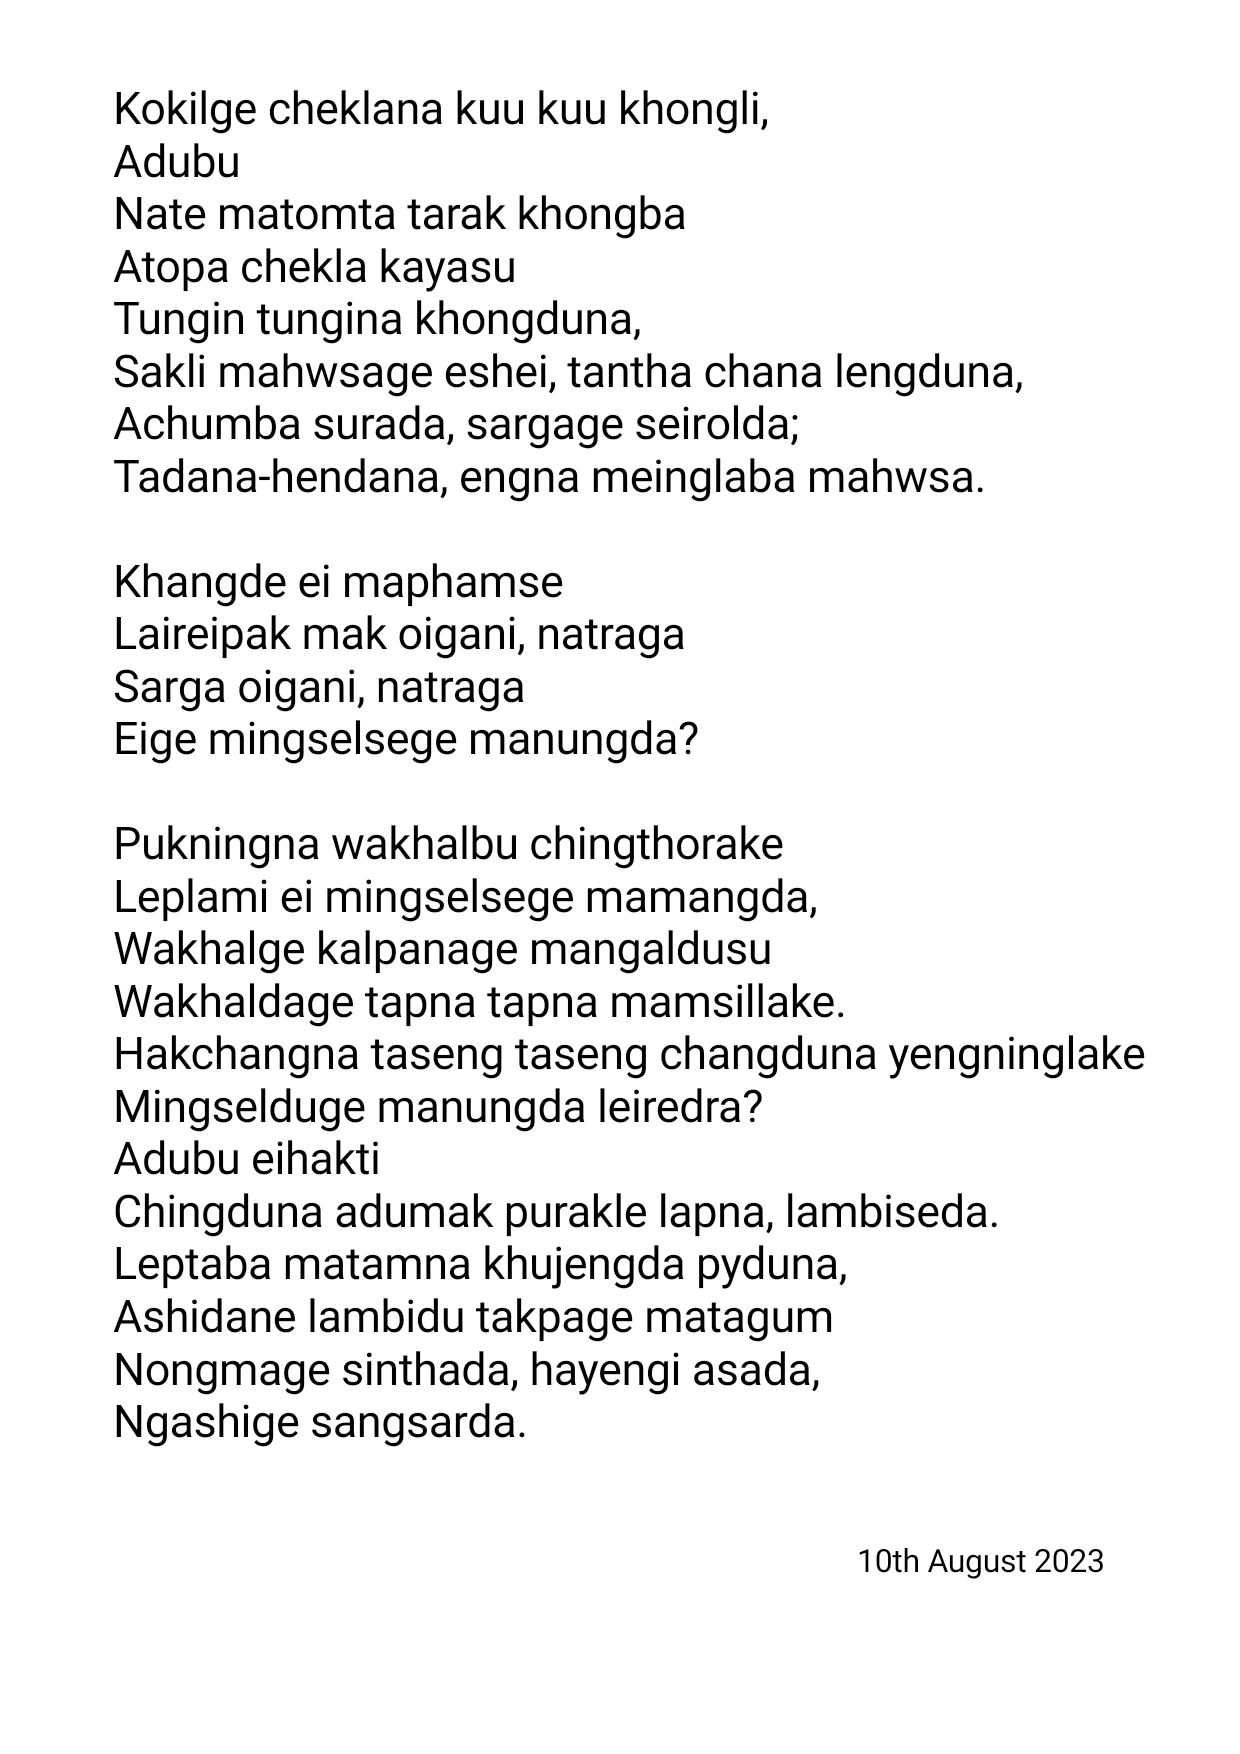 Kokilge cheklana kuu kuu khongli,
Adubu
Nate matomta tarak khongba
Atopa chekla kayasu
Tungin tungina khongduna,
Sakli mahwsage eshei, tantha chana lengduna,
Achumba surada, sargage seirolda;
Tadana-hendana, engna meinglaba mahwsa.
Khangde ei maphamse
Laireipak mak oigani, natraga
Sarga oigani, natraga
Eige mingselsege manungda?
Pukningna wakhalbu chingthorake
Leplami ei mingselsege mamangda,
Wakhalge kalpanage mangaldusu
Wakhaldage tapna tapna mamsillake.
Hakchangna taseng taseng changduna yengninglake
Mingselduge manungda leiredra?
Adubu eihakti
Chingduna adumak purakle lapna, lambiseda.
Leptaba matamna khujengda pyduna,
Ashidane lambidu takpage matagum
Nongmage sinthada, hayengi asada,
Ngashige sangsarda.
10th August 2023